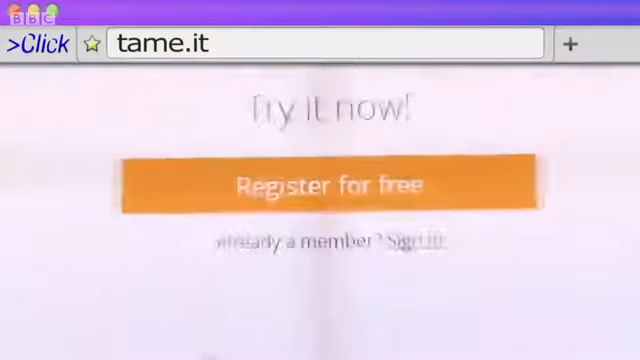 BBC
>Click
tame.it
+
Try it now!
Register for free
Already a member? Sign in